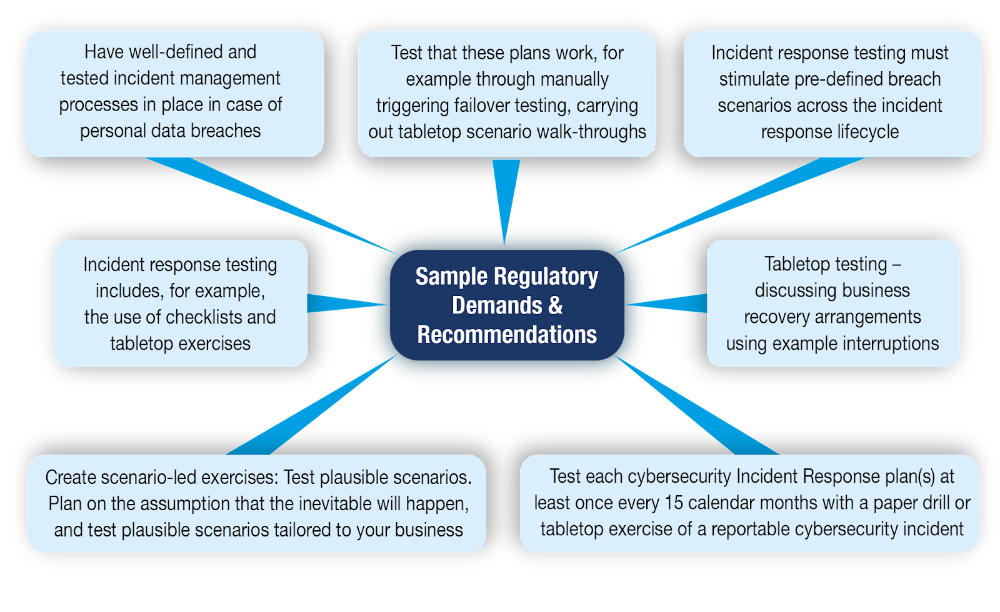 Have well-defined and
tested incident management
processes in place in case of
personal data breaches
Test that these plans work, for
example through manually
triggering failover testing, carrying
out tabletop scenario walk-throughs
Incident response testing must
stimulate pre-defined breach
scenarios across the incident
response lifecycle
Incident response testing
includes, for example,
the use of checklists and
tabletop exercises
Sample Regulatory
Demands &
Recommendations
Tabletop testing –
discussing business
recovery arrangements
using example interruptions
Create scenario-led exercises: Test plausible scenarios.
Plan on the assumption that the inevitable will happen,
and test plausible scenarios tailored to your business
Test each cybersecurity Incident Response plan(s) at
least once every 15 calendar months with a paper drill or
tabletop exercise of a reportable cybersecurity incident